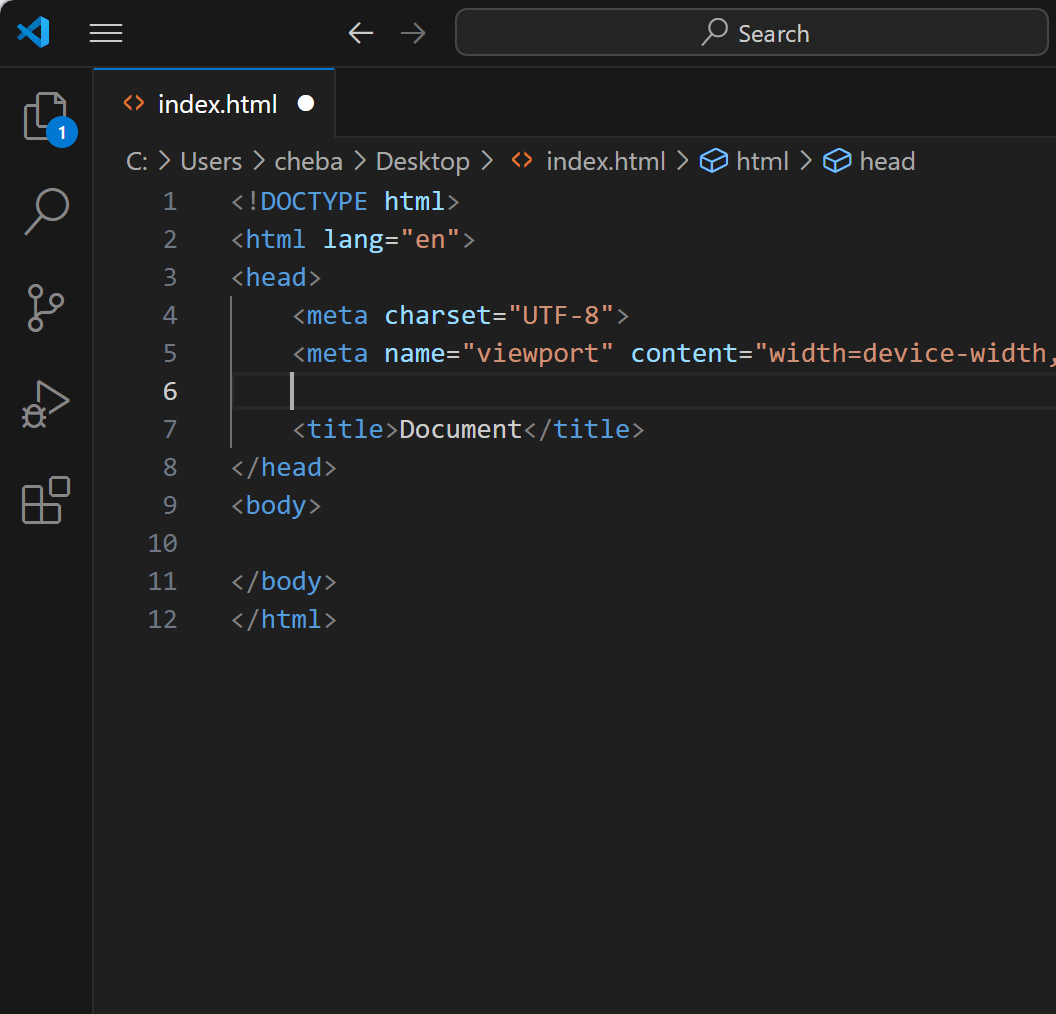 Search
index.html
1
C: > Users > cheba > Desktop > <> index.html > html > head
1 <!DOCTYPE html>
2 <html lang="en">
3 <head>
4     <meta charset="UTF-8">
5     <meta name="viewport" content="width=device-width,
6
7     <title>Document</title>
8 </head>
9 <body>
10
11 </body>
12 </html>